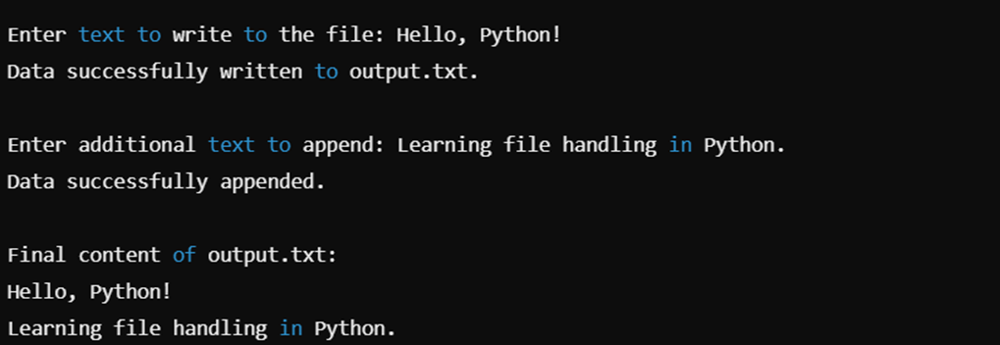 Enter text to write to the file: Hello, Python!
Data successfully written to output.txt.
Enter additional text to append: Learning file handling in Python.
Data successfully appended.
Final content of output.txt:
Hello, Python!
Learning file handling in Python.